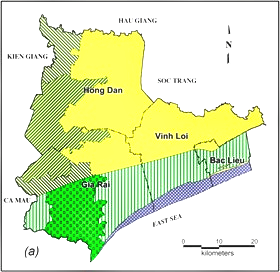 HAU GIANG
KIEN GIANG
N
SOC TRANG
Hong Dan
Vinh Loi
Bac Lieu
Gia Rai
CA MAU
EAST SEA
(a)
0 10 20
kilometers